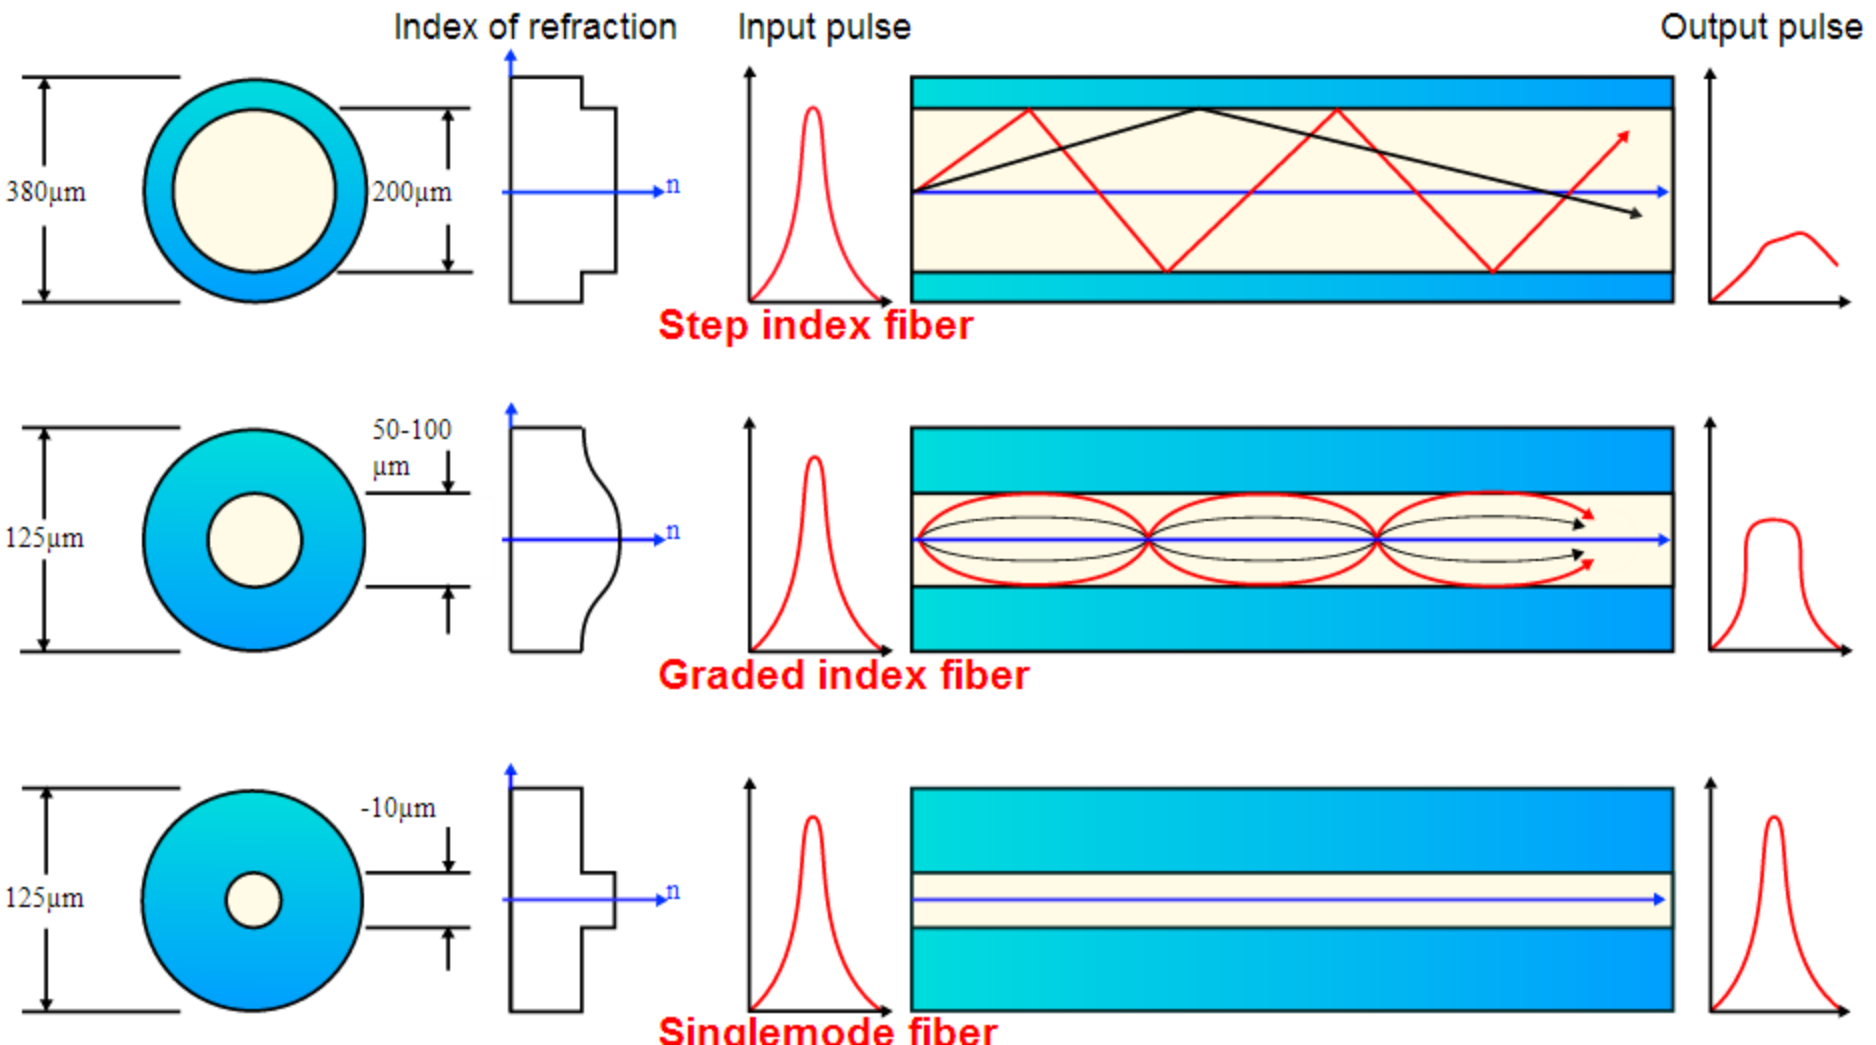 Index of refraction
Input pulse
Output pulse
380µm
200µm
n
Step index fiber
50-100
µm
125µm
n
Graded index fiber
-10µm
125µm
n
Singlemode fiber